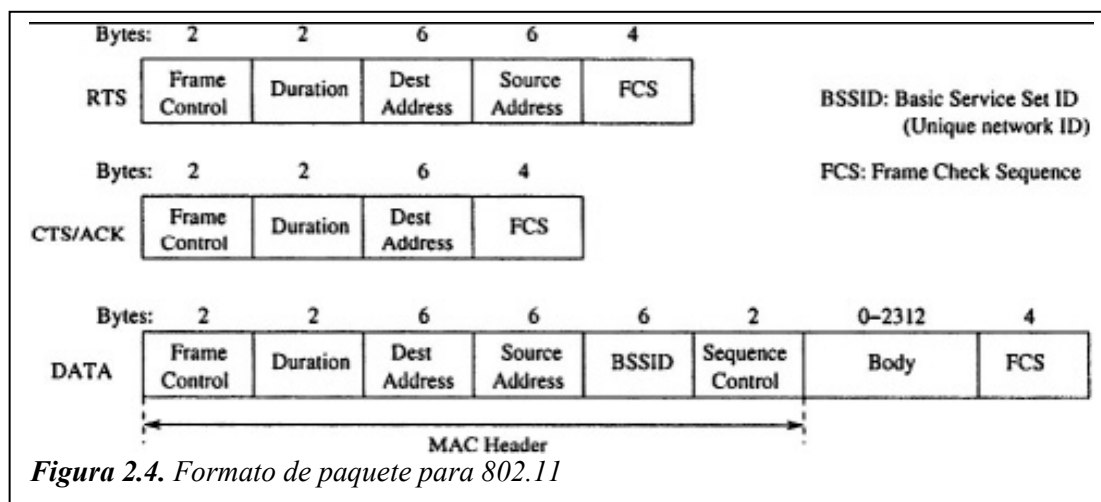 Bytes: 2 2 6 6 4
RTS Frame Control Duration Dest Address Source Address FCS
BSSID: Basic Service Set ID
(Unique network ID)
FCS: Frame Check Sequence
Bytes: 2 2 6 4
CTS/ACK Frame Control Duration Dest Address FCS
Bytes: 2 2 6 6 6 2 0–2312 4
DATA Frame Control Duration Dest Address Source Address BSSID Sequence Control Body FCS
MAC Header
Figura 2.4. Formato de paquete para 802.11